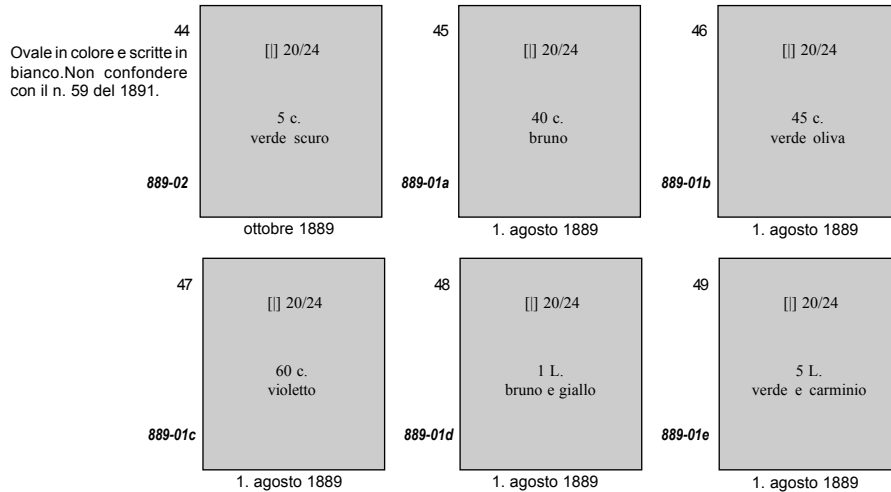 44
Ovale in colore e scritte in
bianco.Non confondere
con il n. 59 del 1891.
[|] 20/24
5 c.
verde scuro
889-02
ottobre 1889
45
[|] 20/24
40 c.
bruno
889-01a
1. agosto 1889
46
[|] 20/24
45 c.
verde oliva
889-01b
1. agosto 1889
47
[|] 20/24
60 c.
violetto
889-01c
1. agosto 1889
48
[|] 20/24
1 L.
bruno e giallo
889-01d
1. agosto 1889
49
[|] 20/24
5 L.
verde e carminio
889-01e
1. agosto 1889